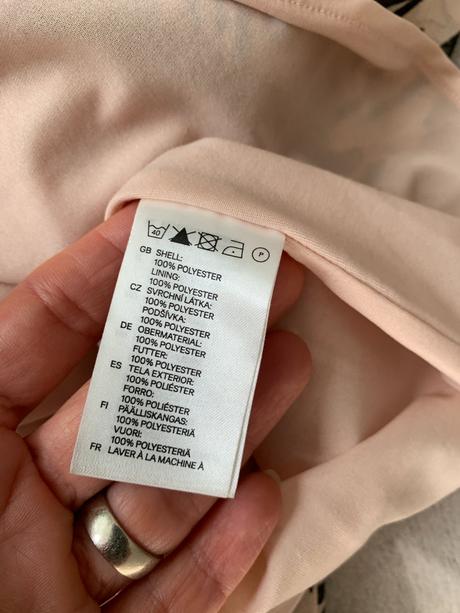 40 P
GB SHELL:
100% POLYESTER
LINING:
100% POLYESTER
CZ SVRCHNÍ LÁTKA:
100% POLYESTER
PODŠÍVKA:
100% POLYESTER
DE OBERMATERIAL:
100% POLYESTER
FUTTER:
100% POLYESTER
ES TELA EXTERIOR:
100% POLIÉSTER
FORRO:
100% POLIÉSTER
FI PÄÄLLISKANGAS:
100% POLYESTERIÄ
VUORI:
100% POLYESTERIÄ
FR LAVER À LA MACHINE À